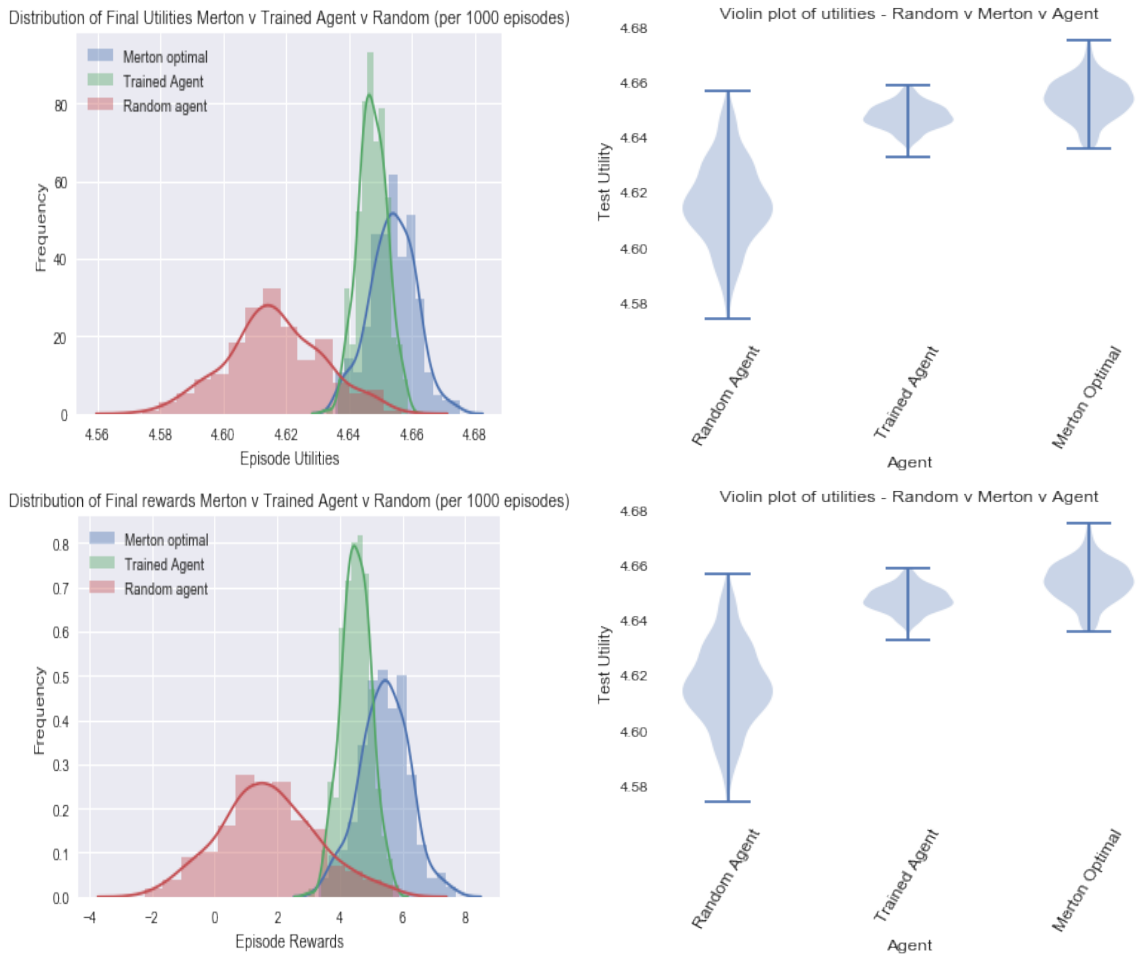 Distribution of Final Utilities Merton v Trained Agent v Random (per 1000 episodes)
Merton optimal
Trained Agent
Random agent
Frequency
80
60
40
20
0
4.56 4.58 4.60 4.62 4.64 4.66 4.68
Episode Utilities
Violin plot of utilities - Random v Merton v Agent
Test Utility
4.68
4.66
4.64
4.62
4.60
4.58
Random Agent
Trained Agent
Merton Optimal
Agent
Distribution of Final rewards Merton v Trained Agent v Random (per 1000 episodes)
Merton optimal
Trained Agent
Random agent
Frequency
0.8
0.7
0.6
0.5
0.4
0.3
0.2
0.1
0.0
−4 −2 0 2 4 6 8
Episode Rewards
Violin plot of utilities - Random v Merton v Agent
Test Utility
4.68
4.66
4.64
4.62
4.60
4.58
Random Agent
Trained Agent
Merton Optimal
Agent